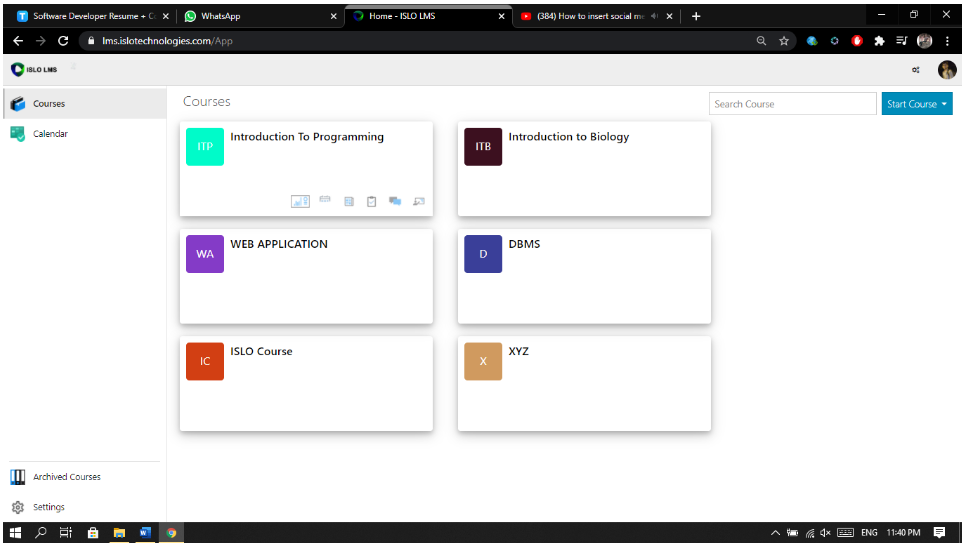 Software Developer Resume + Co
WhatsApp
Home - ISLO LMS
(384) How to insert social me
lms.islotechnologies.com/App
ISLO LMS
Courses
Calendar
Courses
Search Course
Start Course
ITP
Introduction To Programming
ITB
Introduction to Biology
WA
WEB APPLICATION
D
DBMS
IC
ISLO Course
X
XYZ
Archived Courses
Settings
ENG
11:40 PM